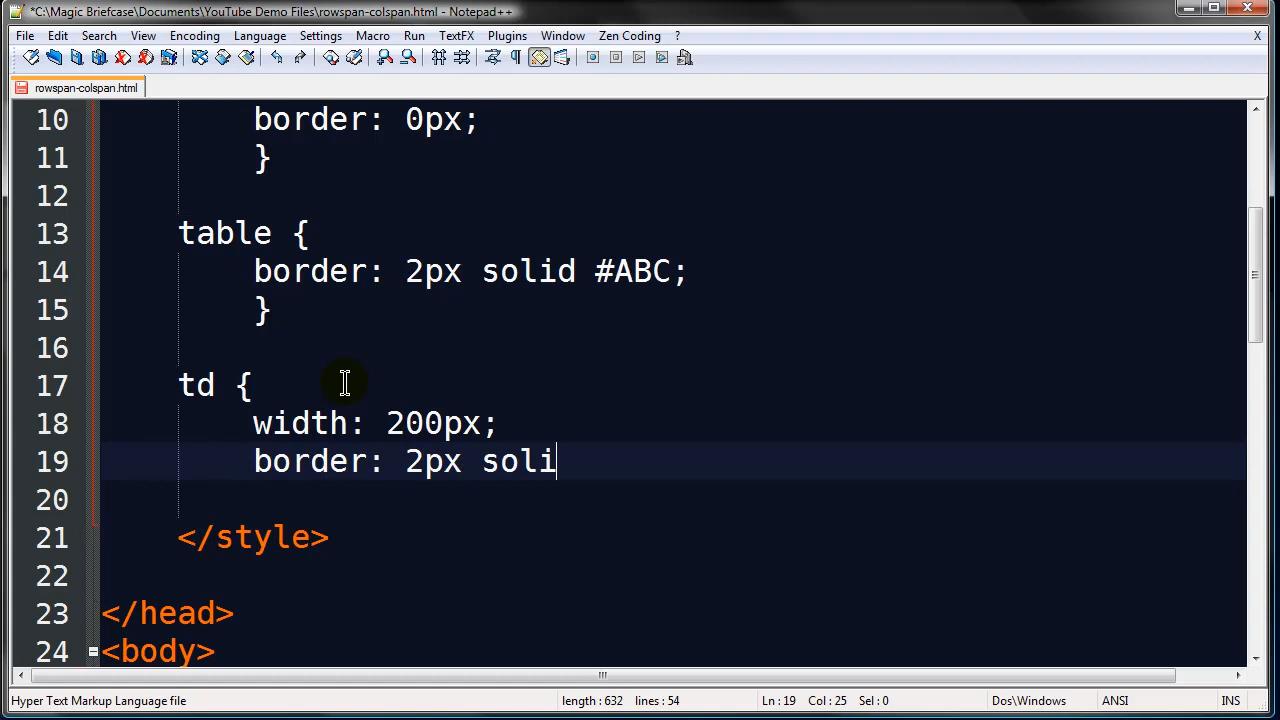 *C:\Magic Briefcase\Documents\YouTube Demo Files\rowspan-colspan.html - Notepad++
File Edit Search View Encoding Language Settings Macro Run TextFX Plugins Window Zen Coding ? X
rowspan-colspan.html
10 border: 0px;
11 }
12
13 table {
14 border: 2px solid #ABC;
15 }
16
17 td {
18 width: 200px;
19 border: 2px soli
20
21 </style>
22
23 </head>
24 <body>
Hyper Text Markup Language file length : 632 lines : 54 Ln : 19 Col : 25 Sel : 0 Dos\Windows ANSI INS